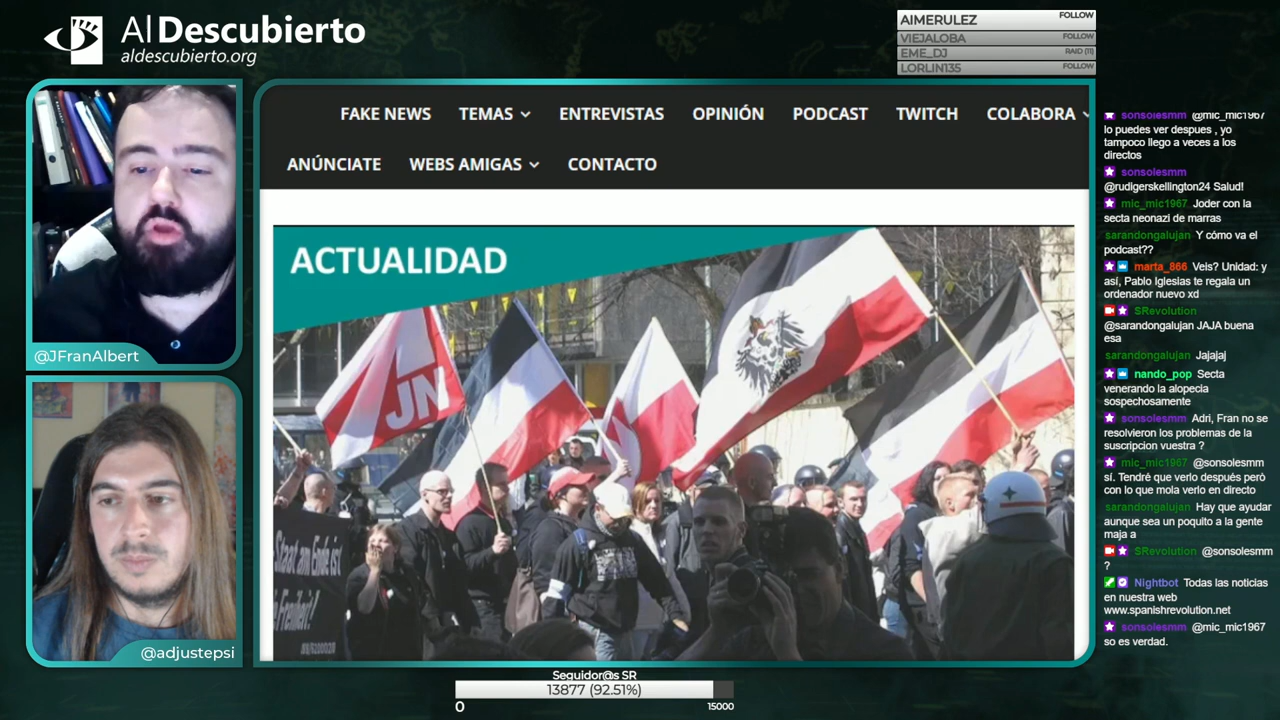 Al Descubierto
aldescubierto.org
AIMERULEZ FOLLOW
VIEJALOBA FOLLOW
EME_DJ RAID (11)
LORLIN135 FOLLOW
FAKE NEWS TEMAS ENTREVISTAS OPINIÓN PODCAST TWITCH COLABORA
ANÚNCIATE WEBS AMIGAS CONTACTO
ACTUALIDAD
JN
Staat am Ende ist
Freiheit!
@JFranAlbert
@adjustepsi
sonsolesmm @mic_mic1967
lo puedes ver despues , yo
tampoco llego a veces a los
directos
sonsolesmm
@rudigerskellington24 Salud!
mic_mic1967 Joder con la
secta neonazi de marras
sarandongalujan Y cómo va el
podcast??
marta_866 Veis? Unidad: y
así, Pablo Iglesias te regala un
ordenador nuevo xd
SRevolution
@sarandongalujan JAJA buena
esa
sarandongalujan Jajajaj
nando_pop Secta
venerando la alopecia
sospechosamente
sonsolesmm Adri, Fran no se
resolvieron los problemas de la
suscripcion vuestra ?
mic_mic1967 @sonsolesmm
sí. Tendré que verlo después però
con lo que mola verlo en directo
sarandongalujan Hay que ayudar
aunque sea un poquito a la gente
maja a
SRevolution @sonsolesmm
?
Nightbot Todas las noticias
en nuestra web
www.spanishrevolution.net
sonsolesmm @mic_mic1967
so es verdad.
Seguidor@s SR
13877 (92.51%)
0 15000